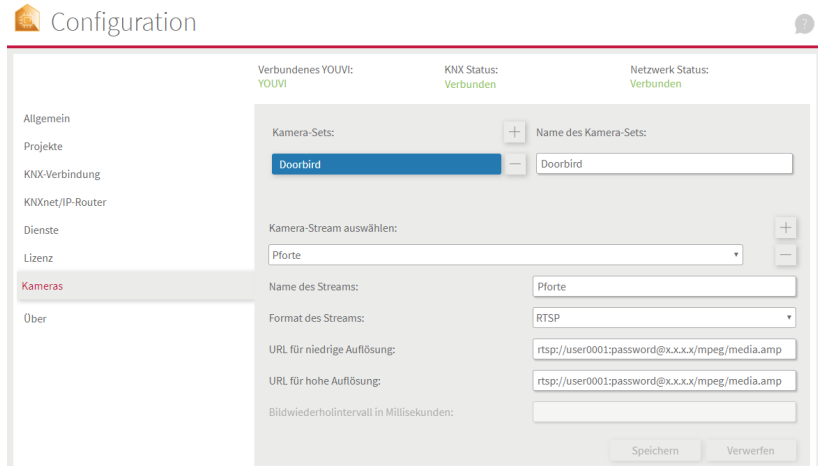 Configuration
?
Verbundenes YOUVI: KNX Status: Netzwerk Status:
YOUVI Verbunden Verbunden
Allgemein
Projekte
KNX-Verbindung
KNXnet/IP-Router
Dienste
Lizenz
Kameras
Über
Kamera-Sets: + Name des Kamera-Sets:
Doorbird − Doorbird
Kamera-Stream auswählen: +
Pforte −
Name des Streams: Pforte
Format des Streams: RTSP
URL für niedrige Auflösung: rtsp://user0001:password@x.x.x.x/mpeg/media.amp
URL für hohe Auflösung: rtsp://user0001:password@x.x.x.x/mpeg/media.amp
Bildwiederholintervall in Millisekunden:
Speichern Verwerfen